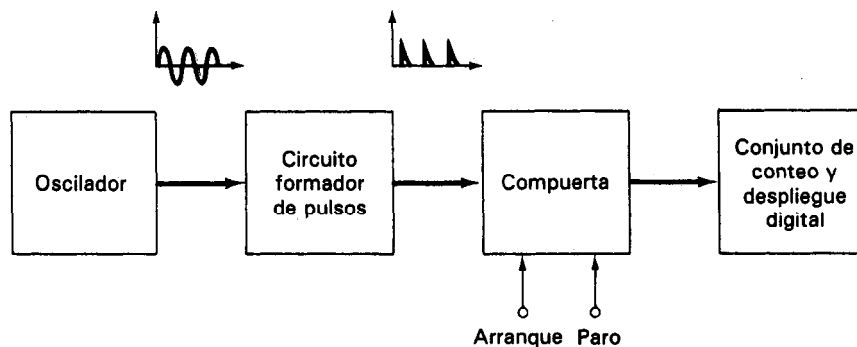 Oscilador
Circuito
formador
de pulsos
Compuerta
Conjunto de
conteo y
despliegue
digital
Arranque Paro